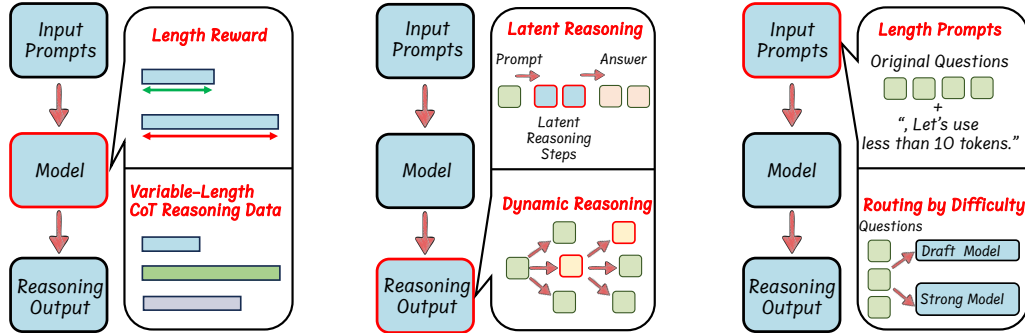 Input
Prompts
Model
Reasoning
Output
Length Reward
Variable-Length
CoT Reasoning Data
Input
Prompts
Model
Reasoning
Output
Latent Reasoning
Prompt
Answer
Latent
Reasoning
Steps
Dynamic Reasoning
Input
Prompts
Model
Reasoning
Output
Length Prompts
Original Questions
+
“, Let’s use
less than 10 tokens.”
Routing by Difficulty
Questions
Draft Model
Strong Model